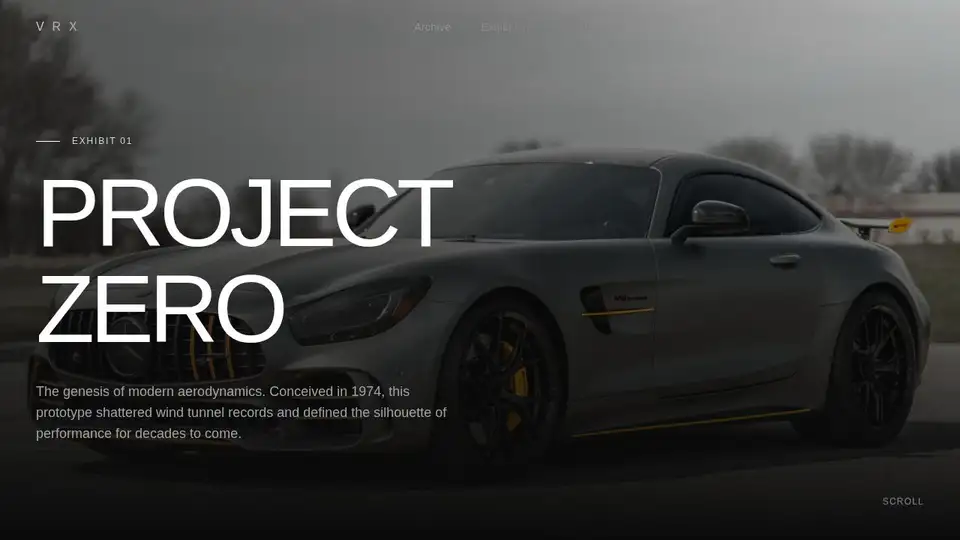 V R X
Archive
EXHIBIT 01
PROJECT
ZERO
The genesis of modern aerodynamics. Conceived in 1974, this
prototype shattered wind tunnel records and defined the silhouette of
performance for decades to come.
SCROLL